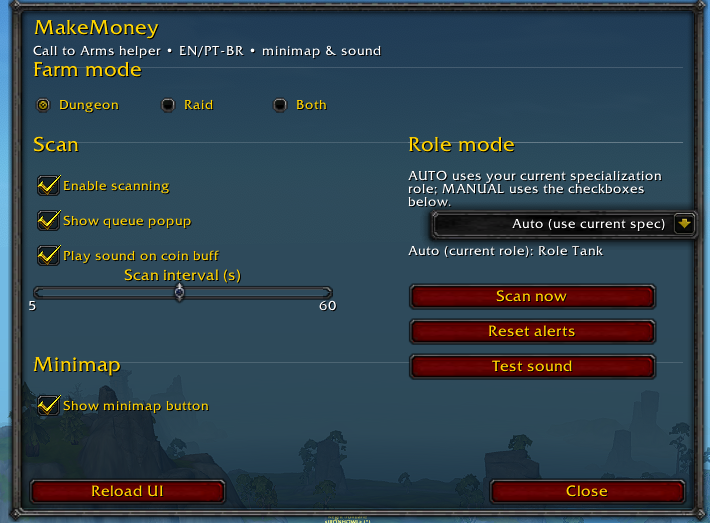 MakeMoney
Call to Arms helper • EN/PT-BR • minimap & sound
Farm mode
Dungeon
Raid
Both
Scan
Enable scanning
Show queue popup
Play sound on coin buff
Scan interval (s)
5
60
Role mode
AUTO uses your current specialization
role; MANUAL uses the checkboxes
below.
Auto (use current spec)
Auto (current role): Role Tank
Scan now
Reset alerts
Test sound
Minimap
Show minimap button
Reload UI
Close